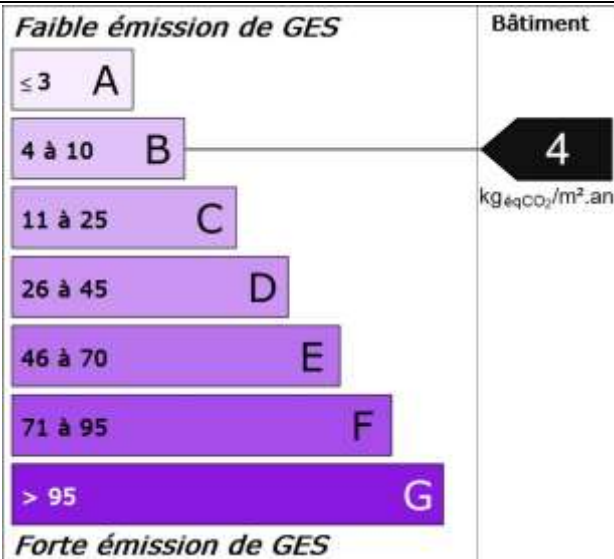 Faible émission de GES
Bâtiment
≤ 3 A
4 à 10 B
4
kgéqCO₂/m².an
11 à 25 C
26 à 45 D
46 à 70 E
71 à 95 F
> 95 G
Forte émission de GES